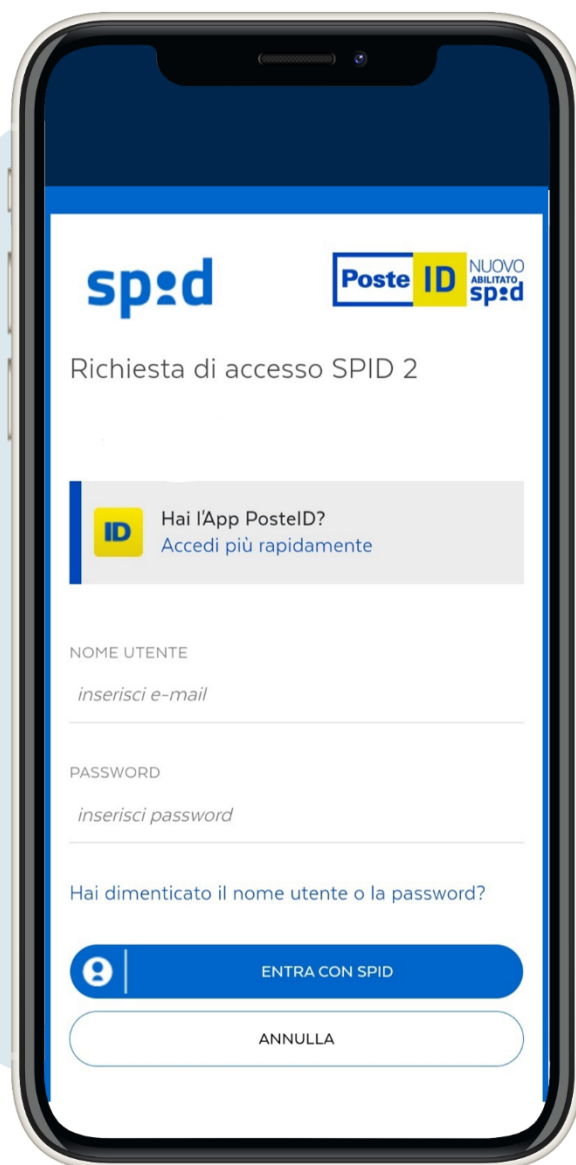 spid
Poste ID NUOVO
ABILITATO
spid
Richiesta di accesso SPID 2
ID
Hai l'App PosteID?
Accedi più rapidamente
NOME UTENTE
inserisci e-mail
PASSWORD
inserisci password
Hai dimenticato il nome utente o la password?
ENTRA CON SPID
ANNULLA